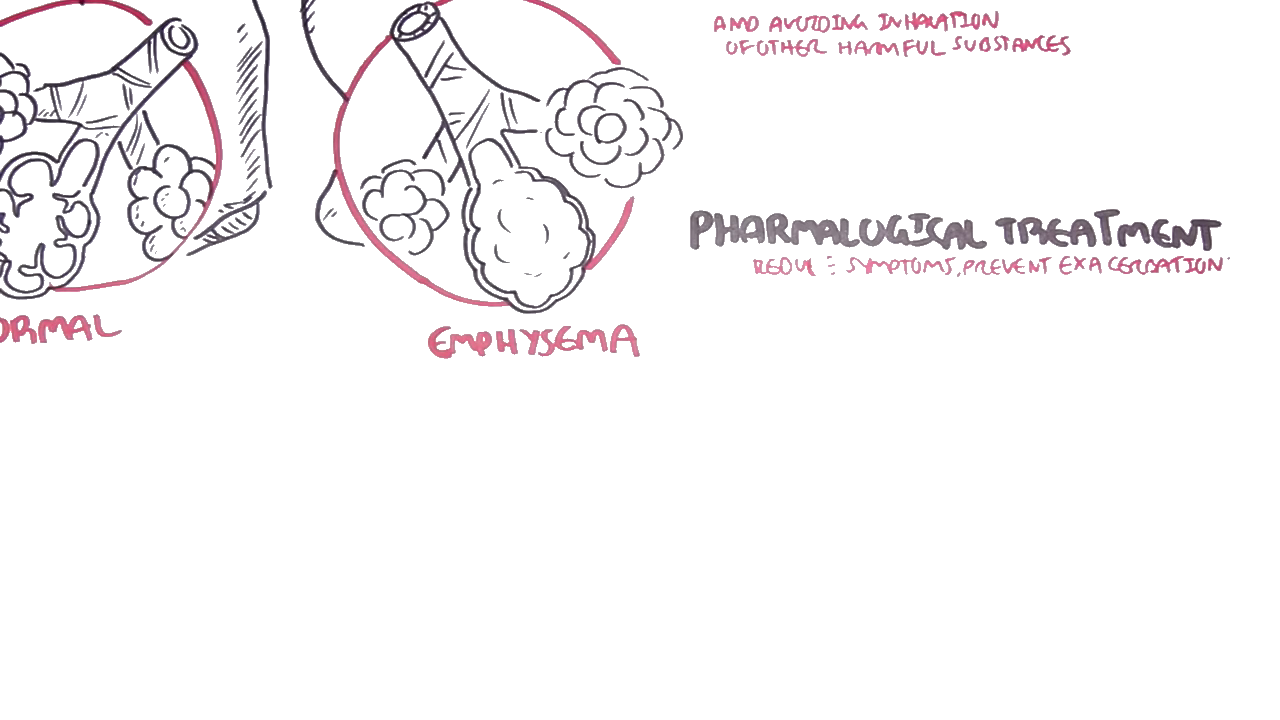 AND AVOIDING INHALATION
OF OTHER HARMFUL SUBSTANCES
PHARMALOGICAL TREATMENT
REDUCE SYMPTOMS, PREVENT EXACERBATION
ORMAL
EMPHYSEMA